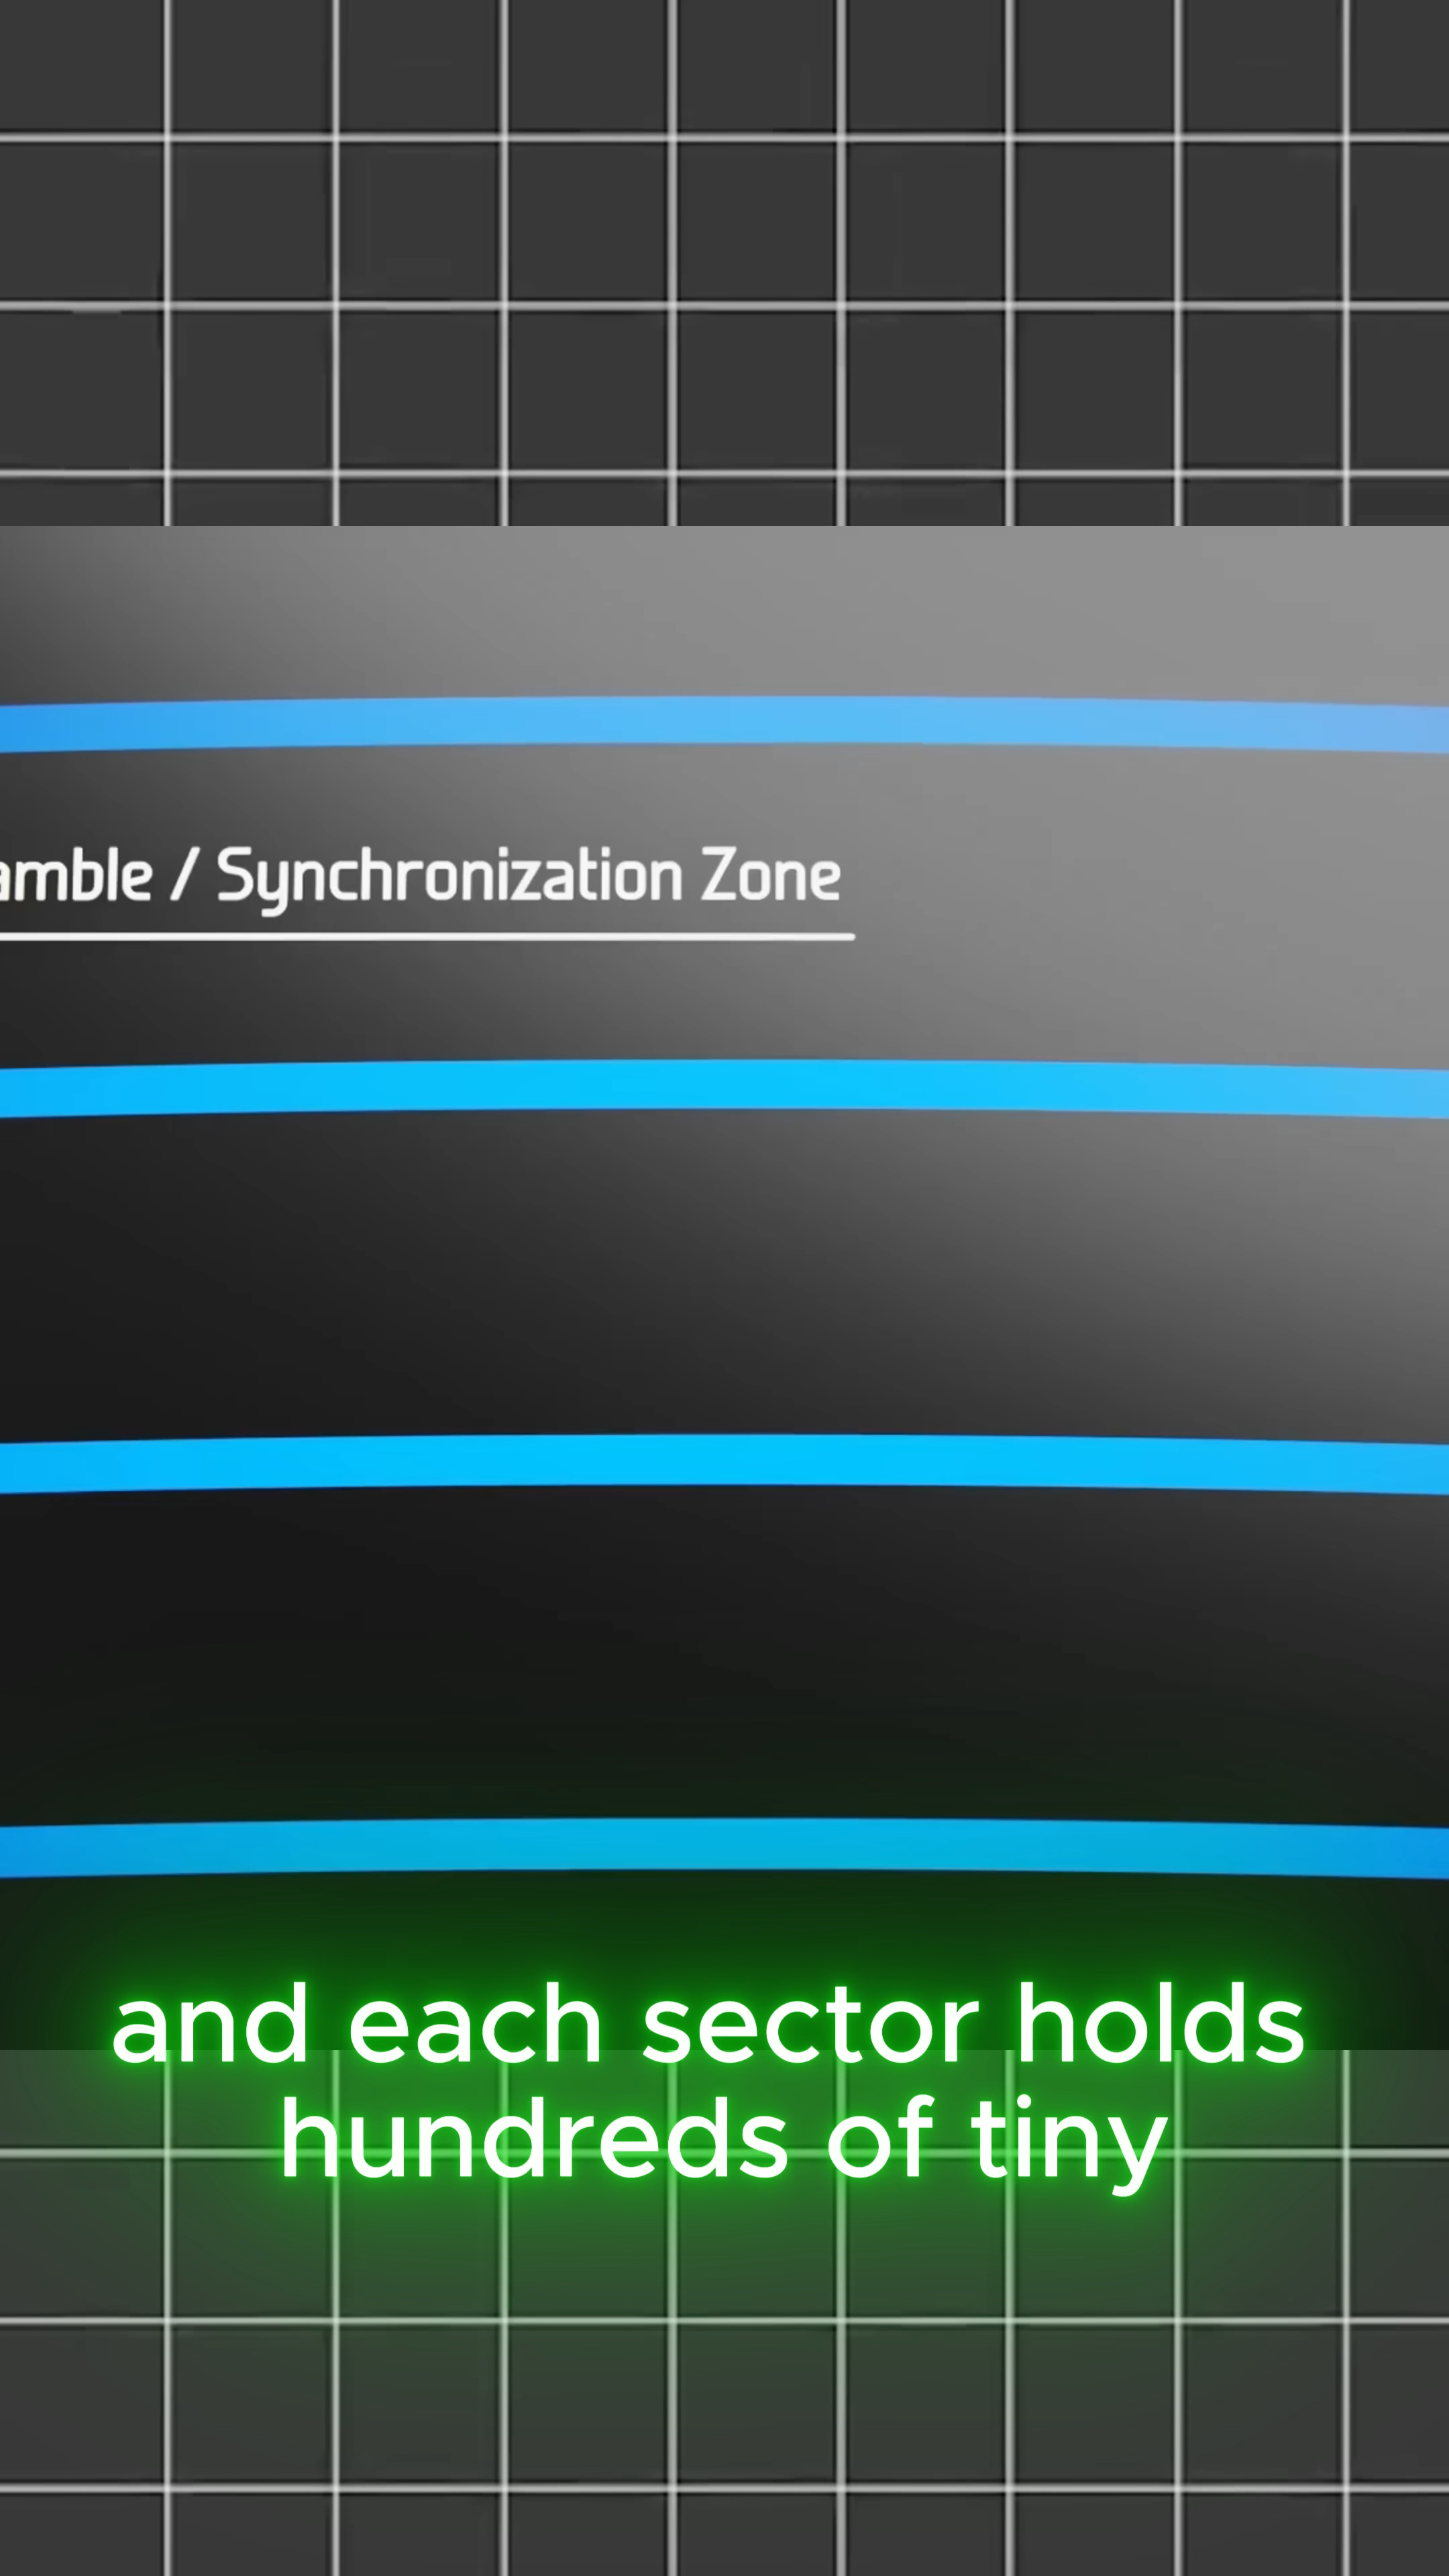 amble / Synchronization Zone
and each sector holds
hundreds of tiny